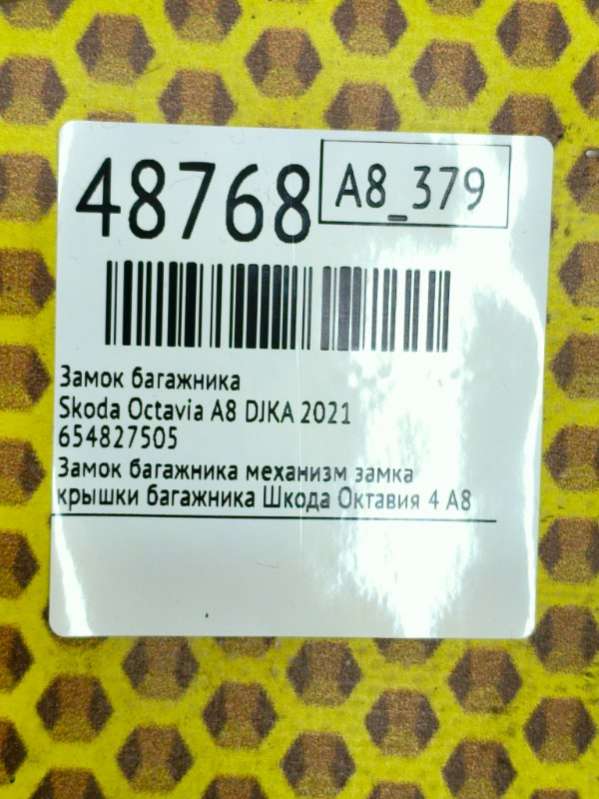 48768
A8_379
Замок багажника
Skoda Octavia A8 DJKA 2021
654827505
Замок багажника механизм замка
крышки багажника Шкода Октавия 4 А8